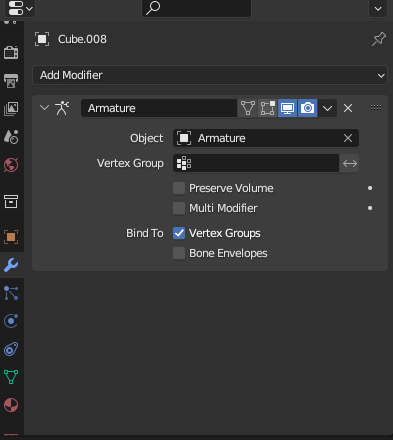 Cube.008
Add Modifier
Armature
Object Armature
Vertex Group
Preserve Volume
Multi Modifier
Bind To Vertex Groups
Bone Envelopes